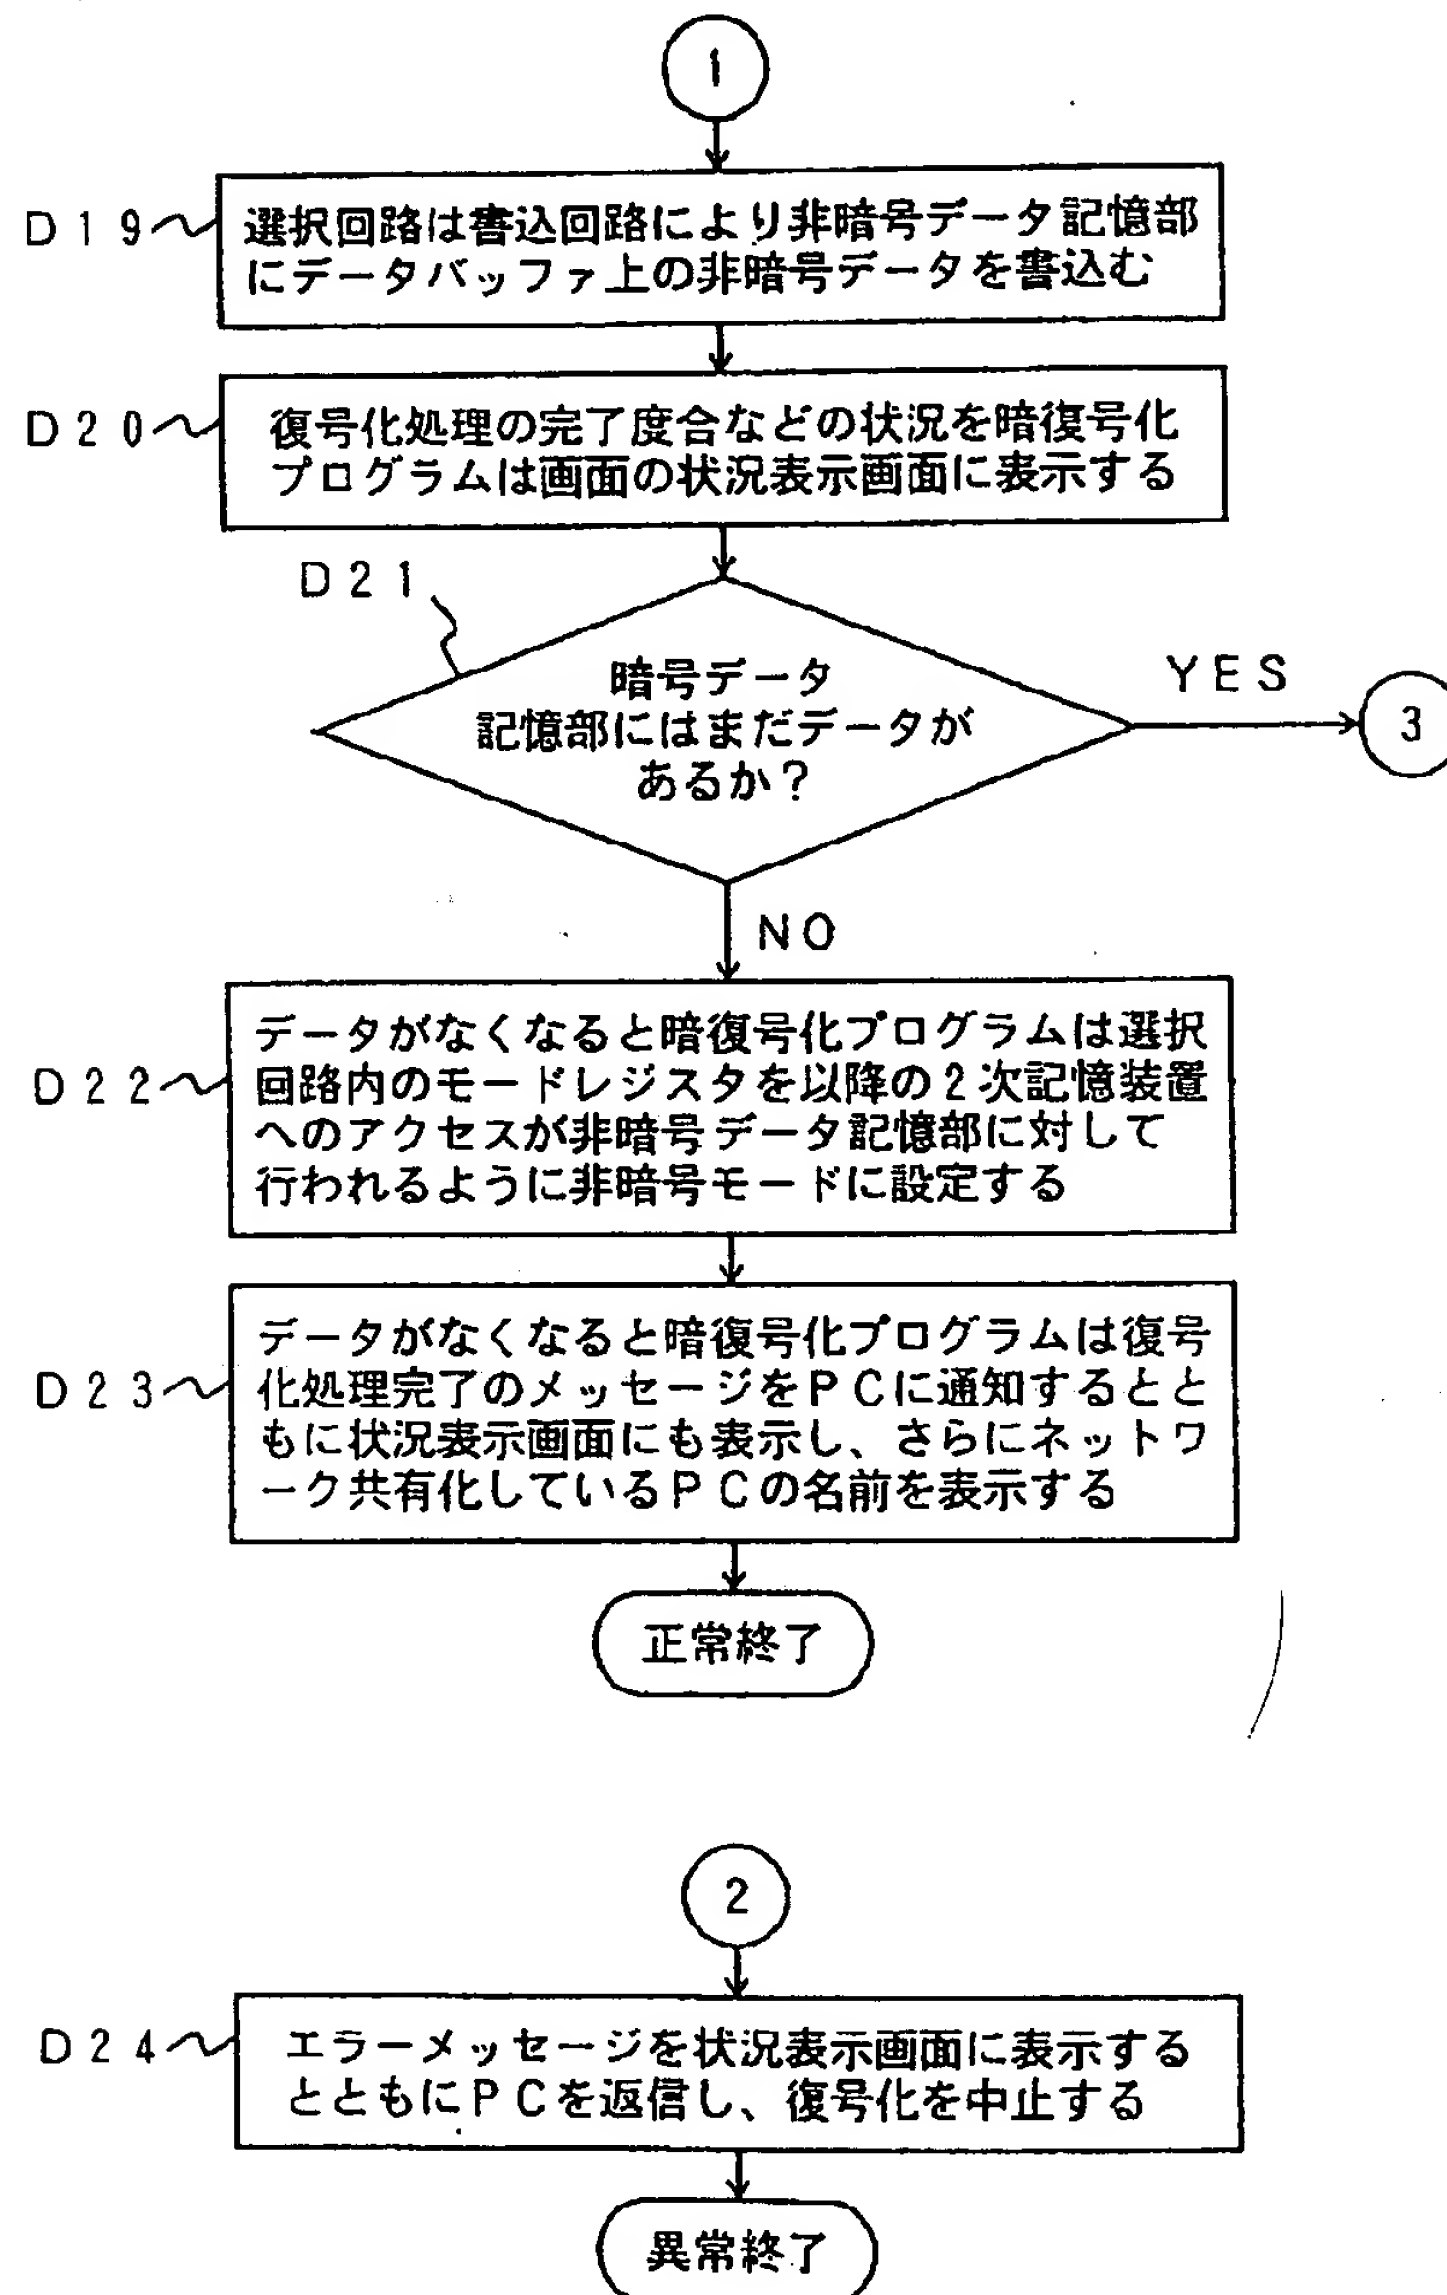 1
D19
選択回路は書込回路により非暗号データ記憶部
にデータバッファ上の非暗号データを書込む
D20
復号化処理の完了度合などの状況を暗復号化
プログラムは画面の状況表示画面に表示する
D21
暗号データ
記憶部にはまだデータが
あるか？
YES
3
NO
D22
データがなくなると暗復号化プログラムは選択
回路内のモードレジスタを以降の2次記憶装置
へのアクセスが非暗号データ記憶部に対して
行われるように非暗号モードに設定する
D23
データがなくなると暗復号化プログラムは復号
化処理完了のメッセージをPCに通知するとと
もに状況表示画面にも表示し、さらにネットワ
ーク共有化しているPCの名前を表示する
正常終了
2
D24
エラーメッセージを状況表示画面に表示する
とともにPCを返信し、復号化を中止する
異常終了